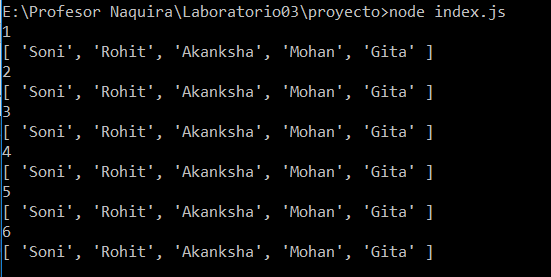 E:\Profesor Naquira\Laboratorio03\proyecto>node index.js
1
[ 'Soni', 'Rohit', 'Akanksha', 'Mohan', 'Gita' ]
2
[ 'Soni', 'Rohit', 'Akanksha', 'Mohan', 'Gita' ]
3
[ 'Soni', 'Rohit', 'Akanksha', 'Mohan', 'Gita' ]
4
[ 'Soni', 'Rohit', 'Akanksha', 'Mohan', 'Gita' ]
5
[ 'Soni', 'Rohit', 'Akanksha', 'Mohan', 'Gita' ]
6
[ 'Soni', 'Rohit', 'Akanksha', 'Mohan', 'Gita' ]